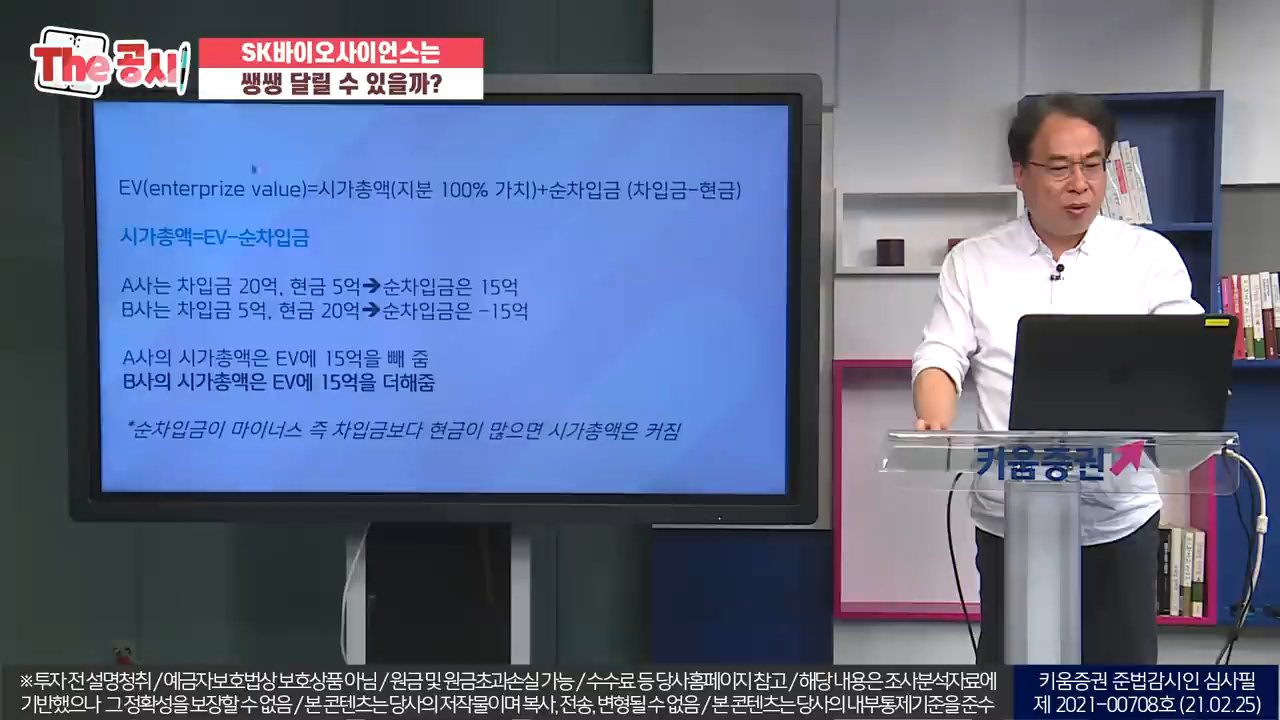 The 공시
SK바이오사이언스는
쌩쌩 달릴 수 있을까?
EV(enterprize value)=시가총액(지분 100% 가치)+순차입금 (차입금-현금)
시가총액=EV-순차입금
A사는 차입금 20억, 현금 5억➔순차입금은 15억
B사는 차입금 5억, 현금 20억➔순차입금은 -15억
A사의 시가총액은 EV에 15억을 빼 줌
B사의 시가총액은 EV에 15억을 더해줌
*순차입금이 마이너스 즉 차입금보다 현금이 많으면 시가총액은 커짐
키움증권
※ 투자 전 설명청취 / 예금자보호법상 보호상품 아님 / 원금 및 원금초과손실 가능 / 수수료 등 당사홈페이지 참고 / 해당 내용은 조사분석자료에
기반했으나 그 정확성을 보장할 수 없음 / 본 콘텐츠는 당사의 저작물이며 복사, 전송, 변형될 수 없음 / 본 콘텐츠는 당사의 내부통제기준을 준수
키움증권 준법감시인 심사필
제 2021-00708호 (21.02.25)